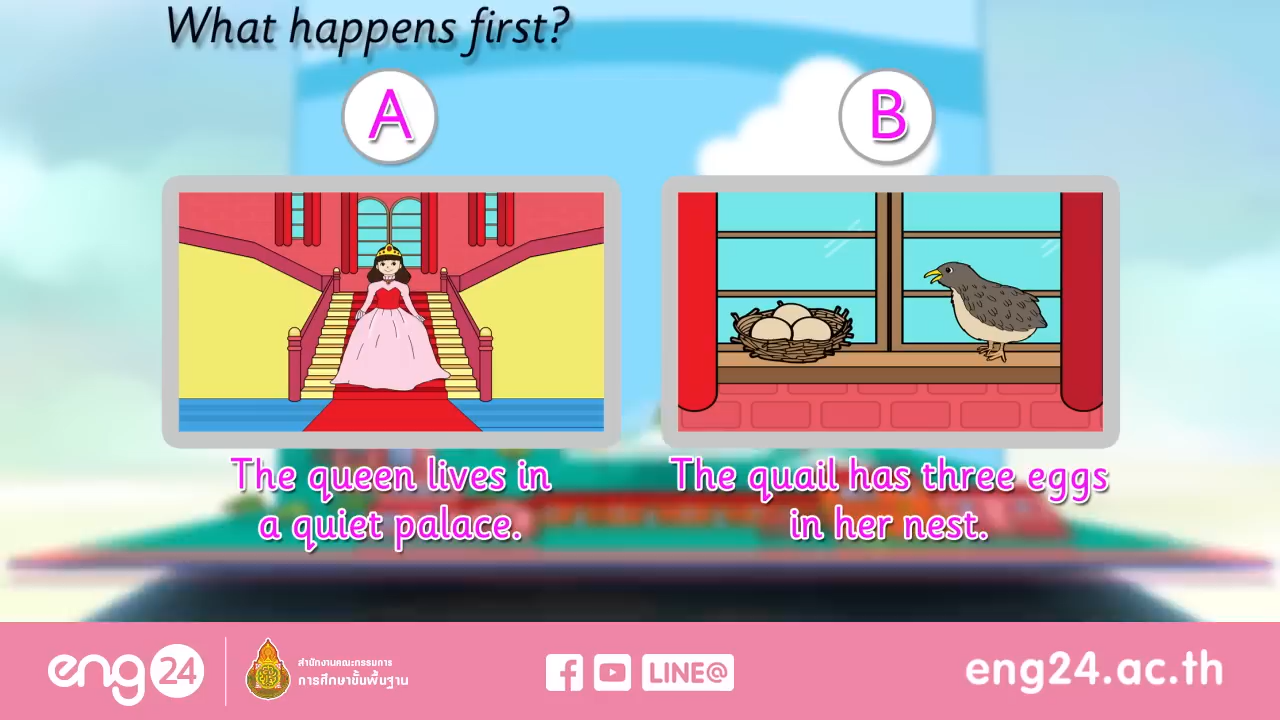 What happens first?
A
B
The queen lives in
a quiet palace.
The quail has three eggs
in her nest.
eng24
สำนักงานคณะกรรมการ
การศึกษาขั้นพื้นฐาน
LINE@
eng24.ac.th